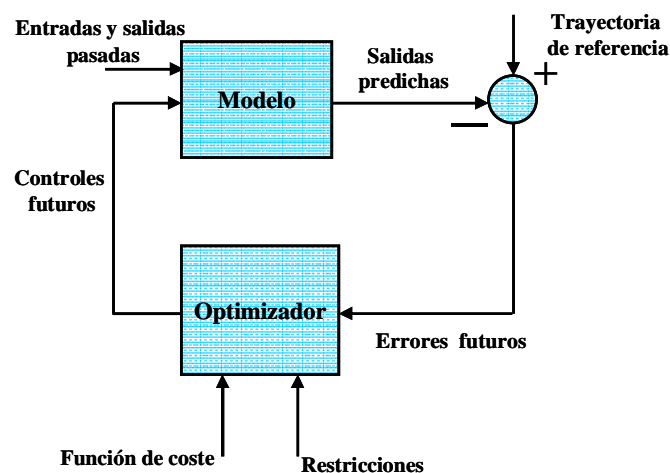 Entradas y salidas
pasadas
Trayectoria
de referencia
Salidas
predichas
+
Modelo
—
Controles
futuros
Optimizador
Errores futuros
Función de coste
Restricciones